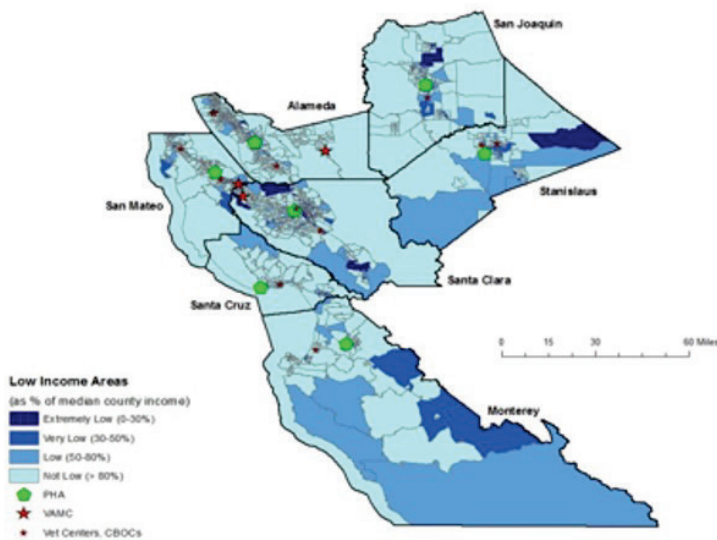 San Joaquin
Alameda
San Mateo
Stanislaus
Santa Clara
Santa Cruz
0 15 30 60 Miles
Monterey
Low Income Areas
(as % of median county income)
Extremely Low (0-30%)
Very Low (30-50%)
Low (50-80%)
Not Low (> 80%)
PHA
VAMC
Vet Centers, CBOCs